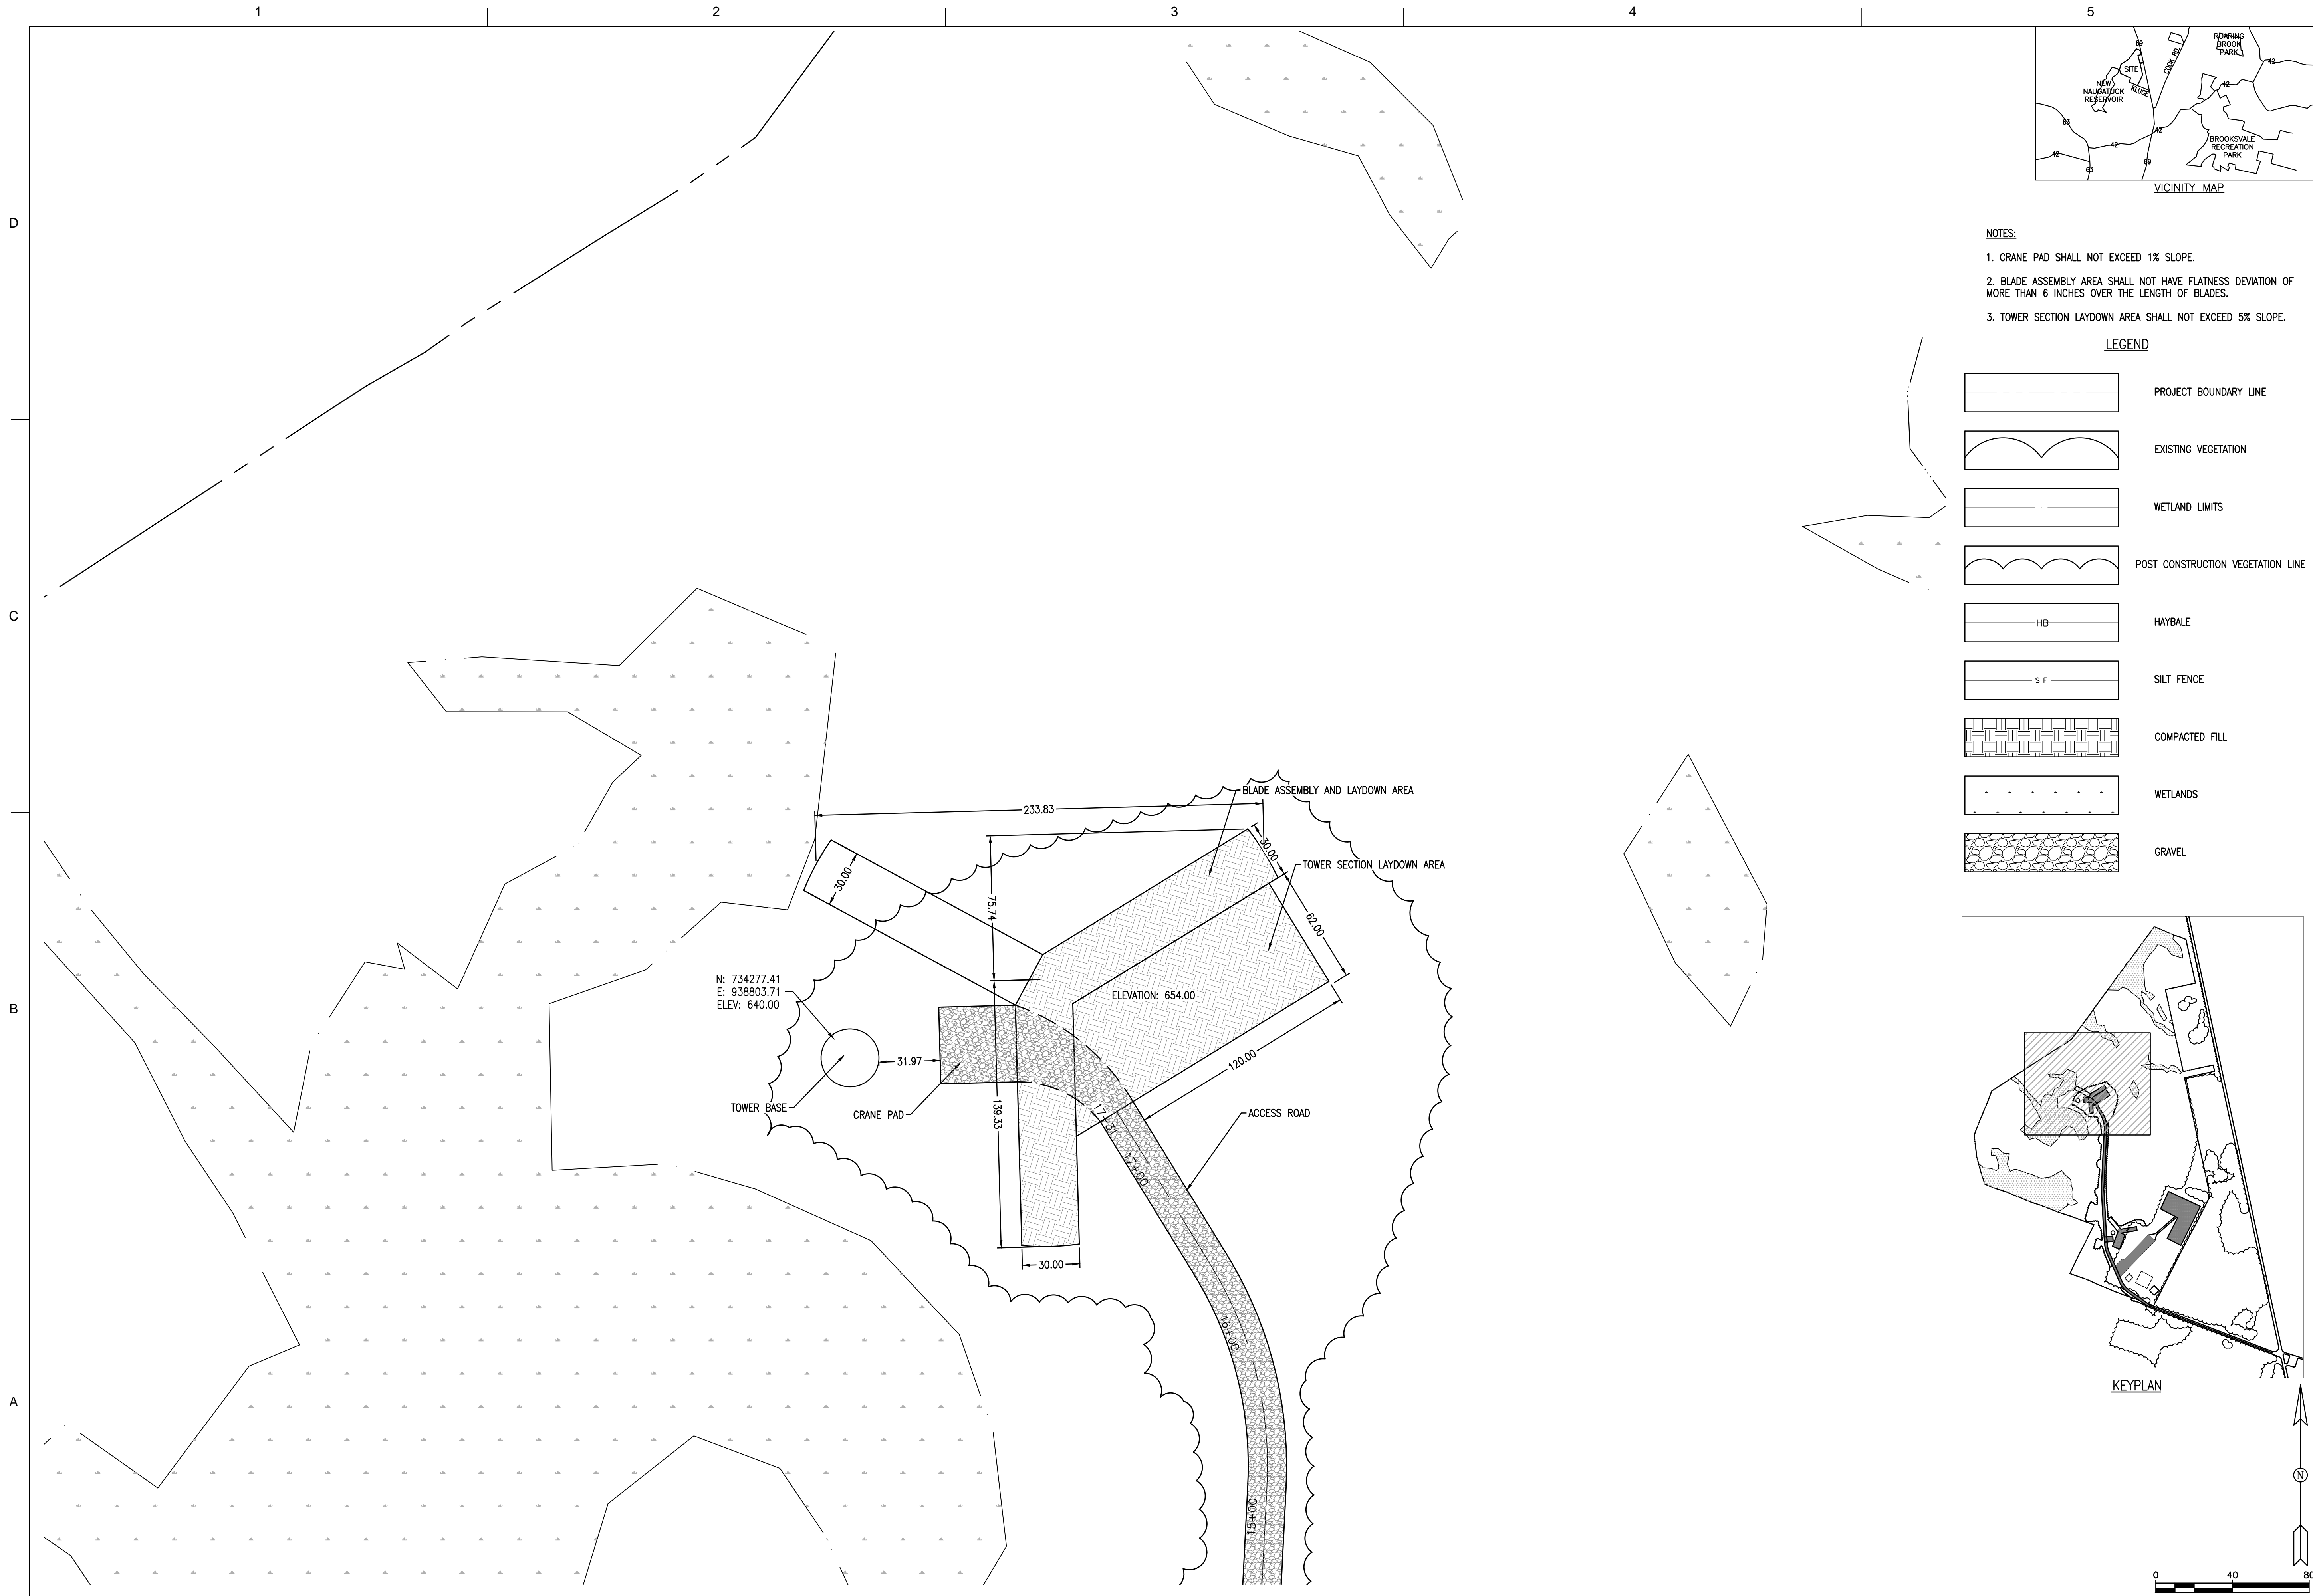 1
2
3
4
5
D
C
B
A
69
COOK RD.
ROARING
BROOK
PARK
42
SITE
NEW
NAUGATUCK
RESERVOIR
KLUGE
42
63
42
42
42
BROOKSVALE
RECREATION
PARK
69
63
VICINITY MAP
NOTES:
1. CRANE PAD SHALL NOT EXCEED 1% SLOPE.
2. BLADE ASSEMBLY AREA SHALL NOT HAVE FLATNESS DEVIATION OF
MORE THAN 6 INCHES OVER THE LENGTH OF BLADES.
3. TOWER SECTION LAYDOWN AREA SHALL NOT EXCEED 5% SLOPE.
LEGEND
PROJECT BOUNDARY LINE
EXISTING VEGETATION
WETLAND LIMITS
POST CONSTRUCTION VEGETATION LINE
HB
HAYBALE
SF
SILT FENCE
COMPACTED FILL
WETLANDS
GRAVEL
KEYPLAN
N
0 40 80
233.83
BLADE ASSEMBLY AND LAYDOWN AREA
30.00
30.00
TOWER SECTION LAYDOWN AREA
75.74
62.00
N: 734277.41
E: 938803.71
ELEV: 640.00
ELEVATION: 654.00
31.97
120.00
TOWER BASE
CRANE PAD
139.33
17+31
ACCESS ROAD
17+00
30.00
16+00
15+00